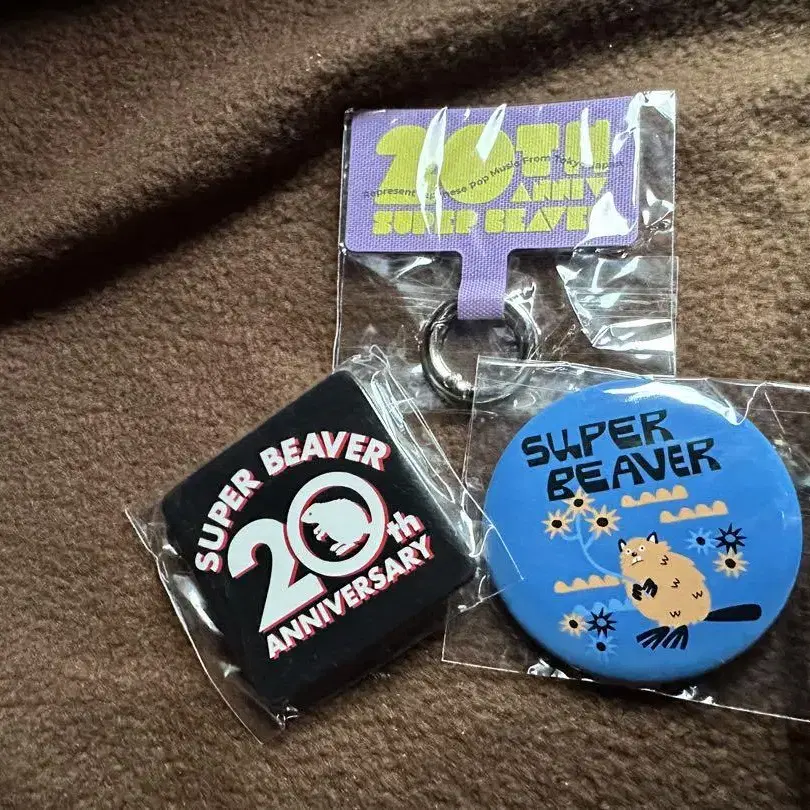 20TH
Represent Japanese Pop Music From Tokyo Japan
ANNIV
SUPER BEAVER
SUPER BEAVER
20th
ANNIVERSARY
SUPER
BEAVER